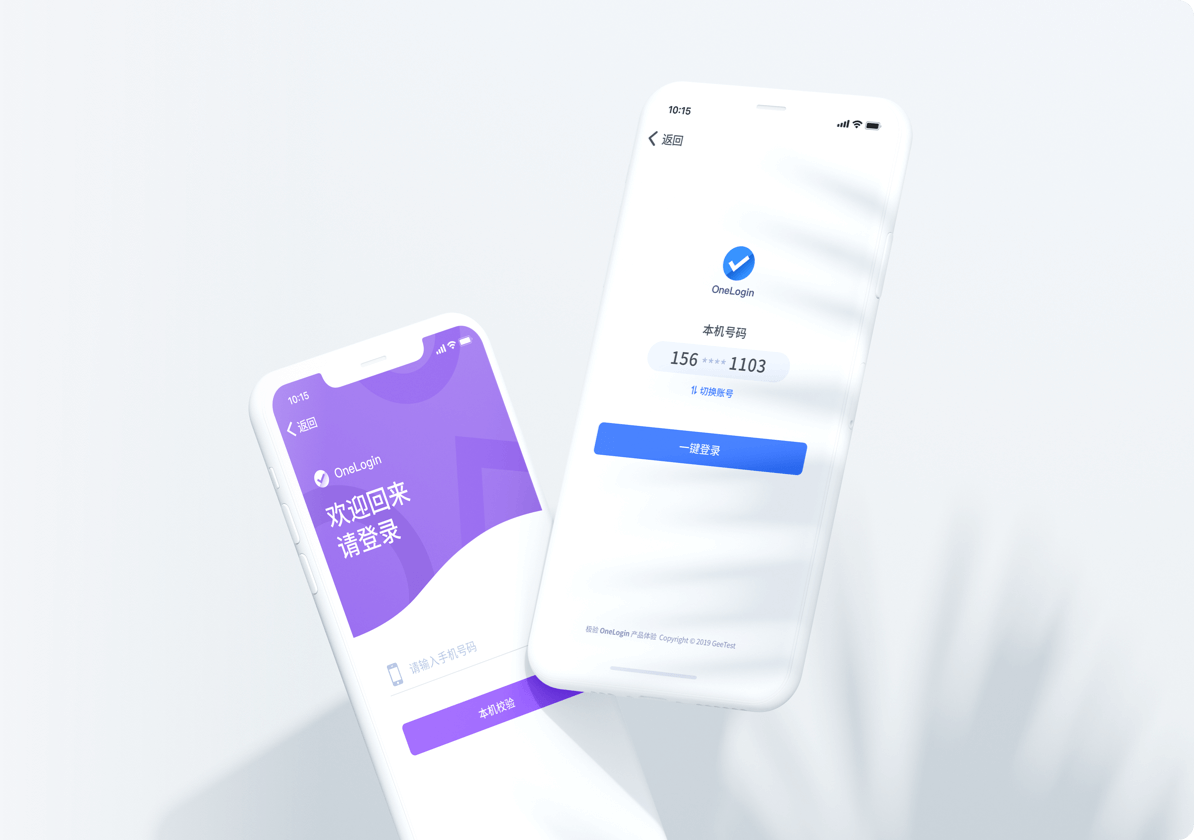 10:15
返回
OneLogin
本机号码
156 **** 1103
切换账号
一键登录
极验 OneLogin 产品体验 Copyright © 2019 GeeTest
10:15
返回
OneLogin
欢迎回来
请登录
请输入手机号码
本机校验